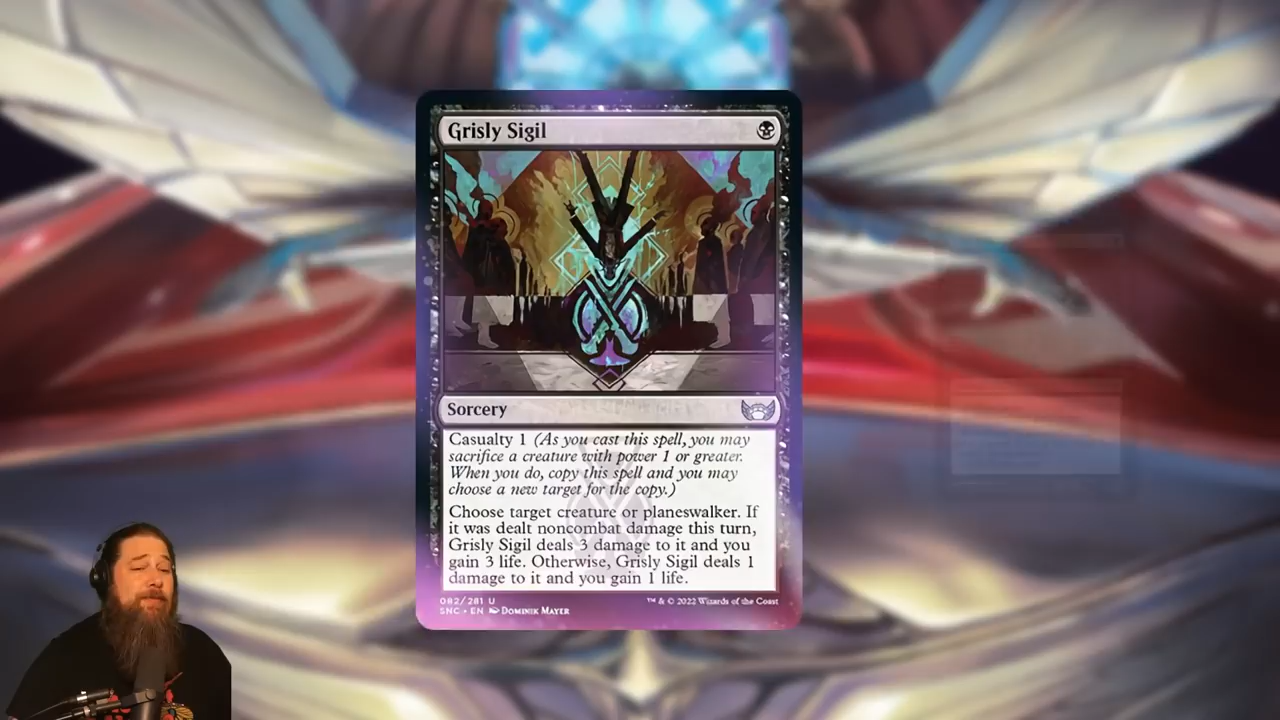 Grisly Sigil
Sorcery
Casualty 1 (As you cast this spell, you may
sacrifice a creature with power 1 or greater.
When you do, copy this spell and you may
choose a new target for the copy.)
Choose target creature or planeswalker. If
it was dealt noncombat damage this turn,
Grisly Sigil deals 3 damage to it and you
gain 3 life. Otherwise, Grisly Sigil deals 1
damage to it and you gain 1 life.
082/281 U
™ & © 2022 Wizards of the Coast
SNC • EN Dominik Mayer